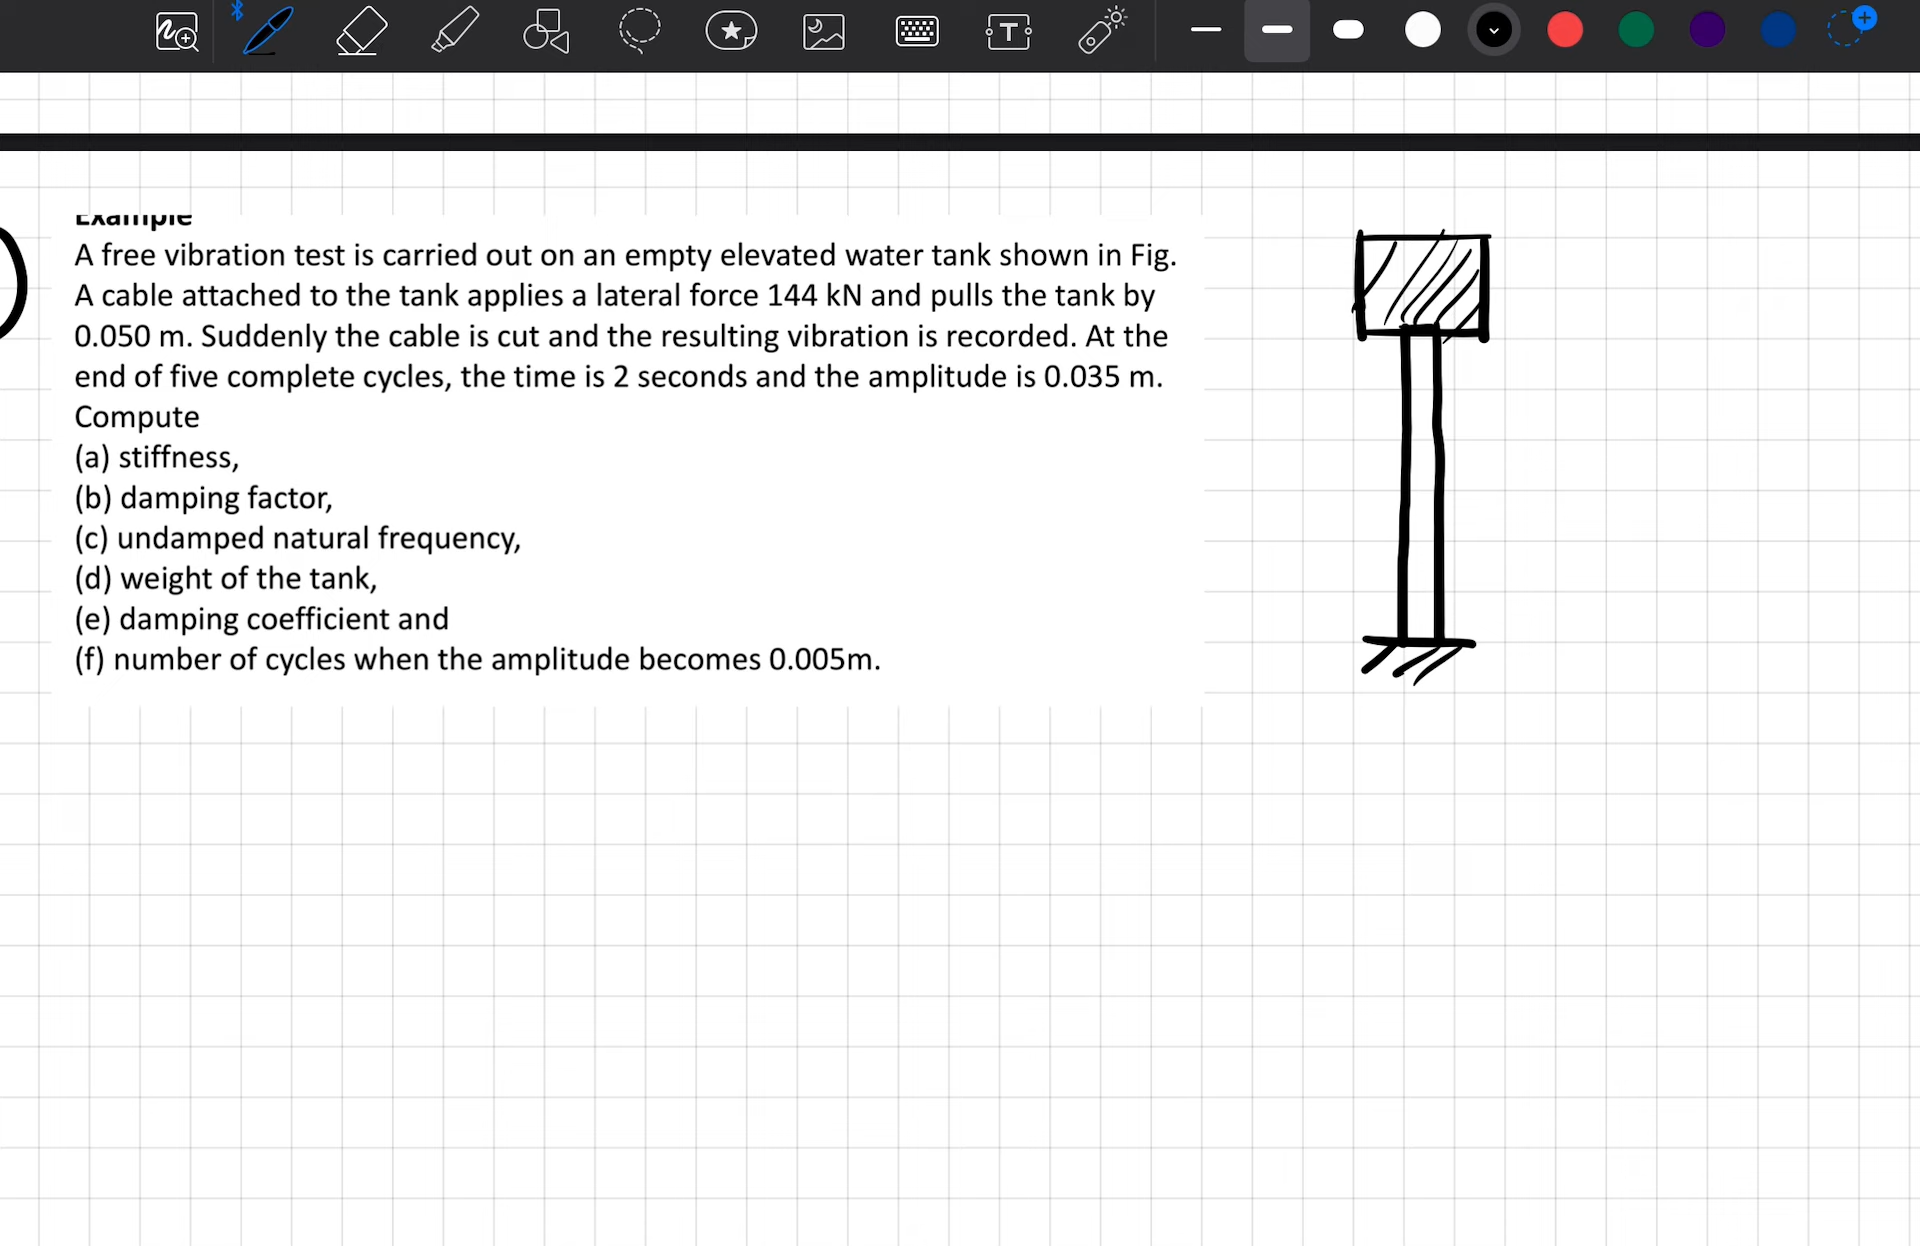 Example
A free vibration test is carried out on an empty elevated water tank shown in Fig.
A cable attached to the tank applies a lateral force 144 kN and pulls the tank by
0.050 m. Suddenly the cable is cut and the resulting vibration is recorded. At the
end of five complete cycles, the time is 2 seconds and the amplitude is 0.035 m.
Compute
(a) stiffness,
(b) damping factor,
(c) undamped natural frequency,
(d) weight of the tank,
(e) damping coefficient and
(f) number of cycles when the amplitude becomes 0.005m.